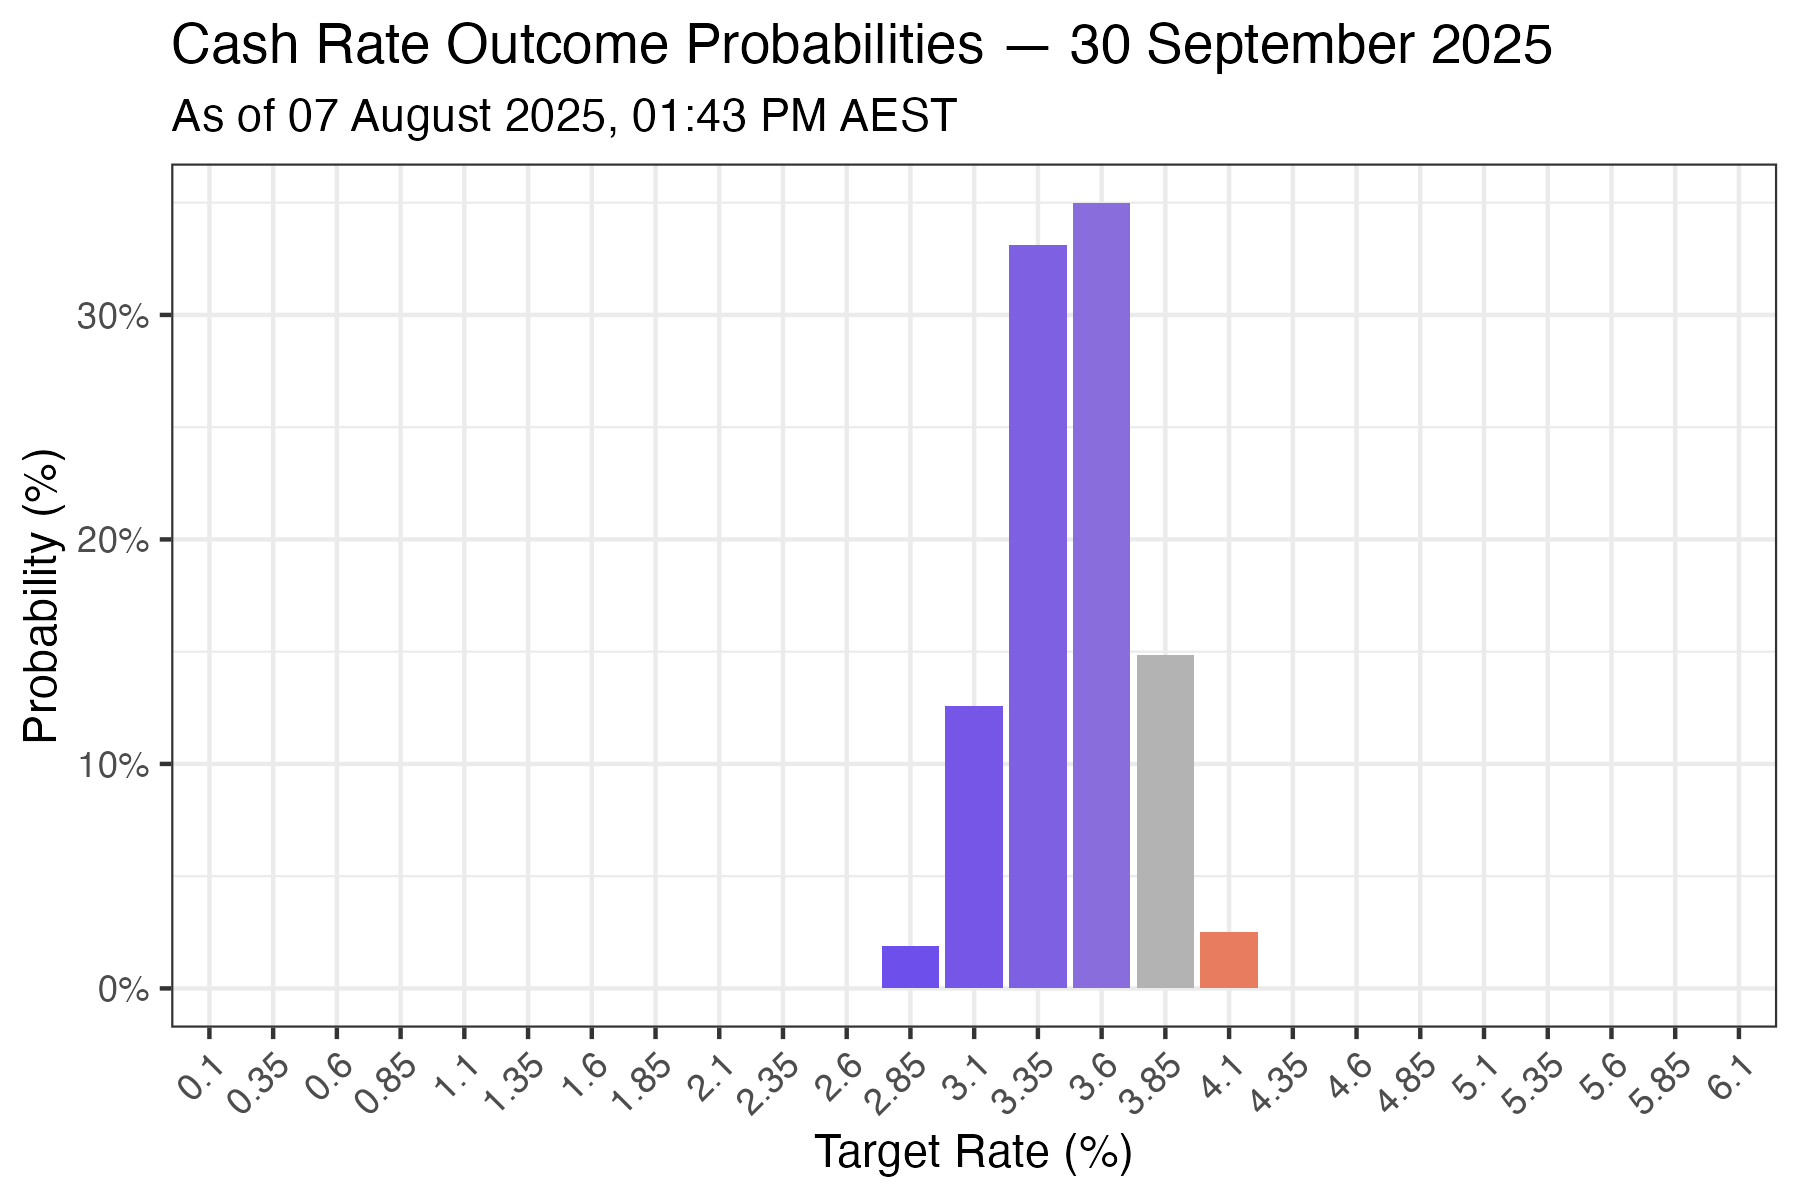 Cash Rate Outcome Probabilities — 30 September 2025
As of 07 August 2025, 01:43 PM AEST
Probability (%)
30%
20%
10%
0%
0.1 0.35 0.6 0.85 1.1 1.35 1.6 1.85 2.1 2.35 2.6 2.85 3.1 3.35 3.6 3.85 4.1 4.35 4.6 4.85 5.1 5.35 5.6 5.85 6.1
Target Rate (%)